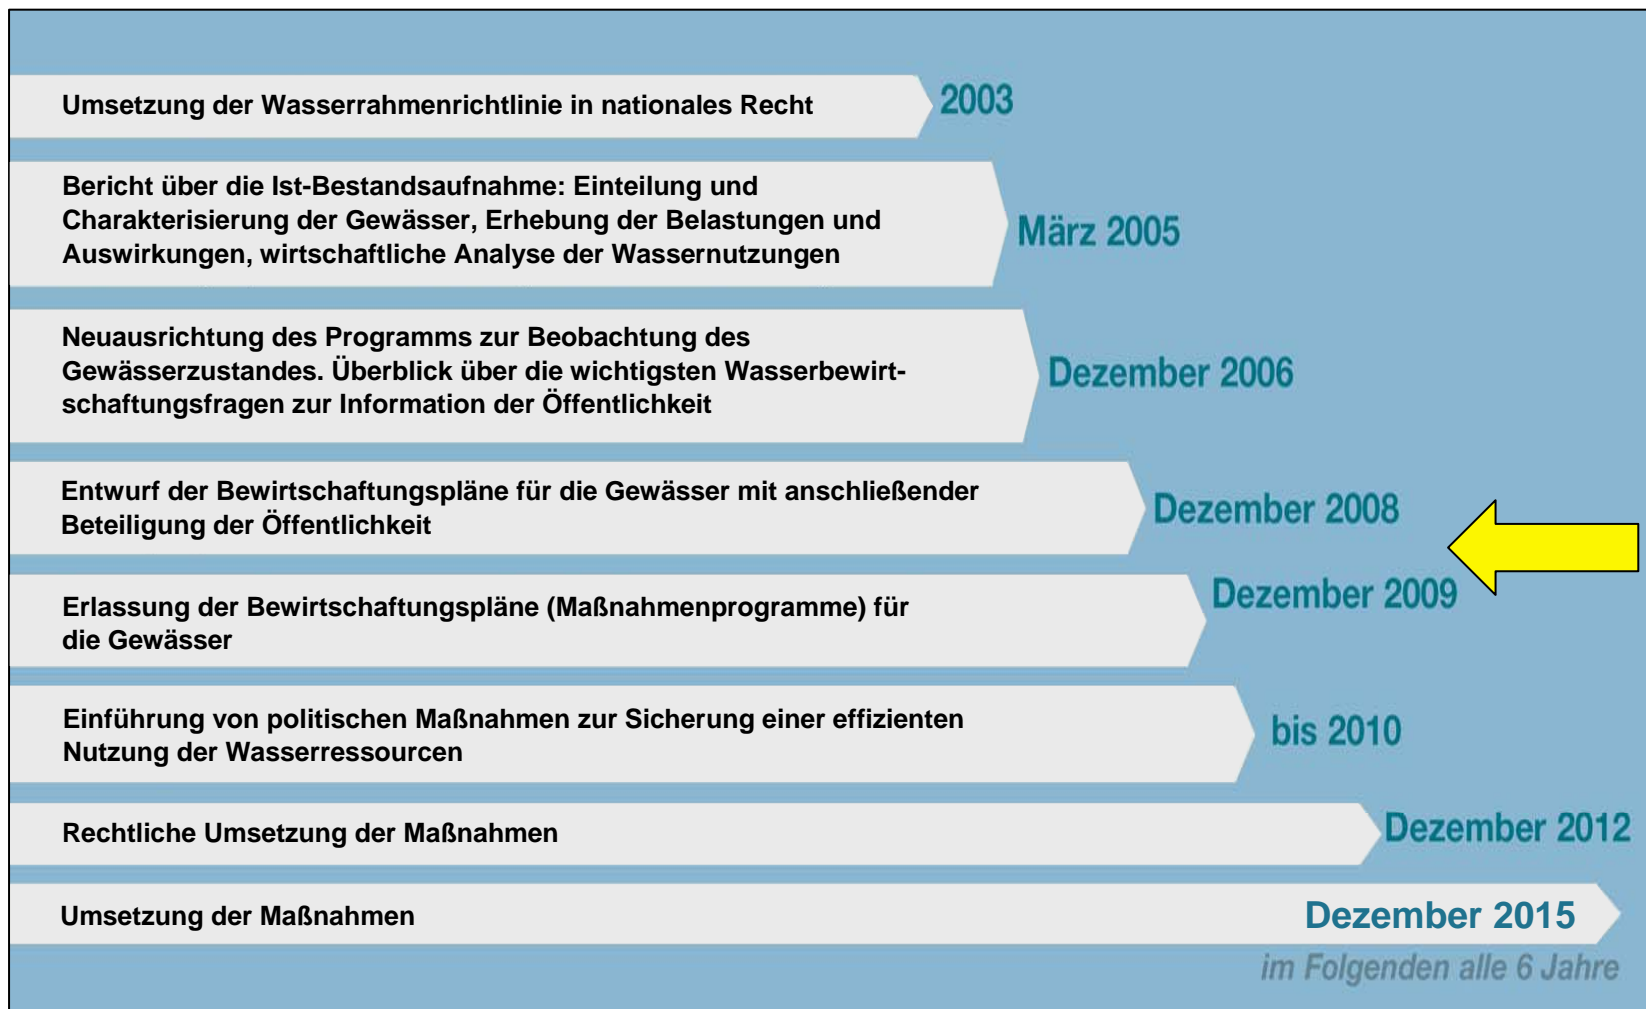 Umsetzung der Wasserrahmenrichtlinie in nationales Recht
2003
Bericht über die Ist-Bestandsaufnahme: Einteilung und
Charakterisierung der Gewässer, Erhebung der Belastungen und
Auswirkungen, wirtschaftliche Analyse der Wassernutzungen
März 2005
Neuausrichtung des Programms zur Beobachtung des
Gewässerzustandes. Überblick über die wichtigsten Wasserbewirt-
schaftungsfragen zur Information der Öffentlichkeit
Dezember 2006
Entwurf der Bewirtschaftungspläne für die Gewässer mit anschließender
Beteiligung der Öffentlichkeit
Dezember 2008
Erlassung der Bewirtschaftungspläne (Maßnahmenprogramme) für
die Gewässer
Dezember 2009
Einführung von politischen Maßnahmen zur Sicherung einer effizienten
Nutzung der Wasserressourcen
bis 2010
Rechtliche Umsetzung der Maßnahmen
Dezember 2012
Umsetzung der Maßnahmen
Dezember 2015
im Folgenden alle 6 Jahre